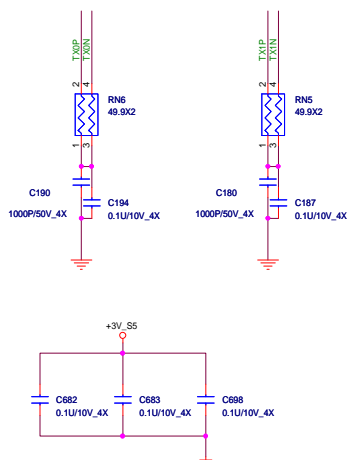 TX0P
TX0N
TX1P
TX1N
2
4
RN6
49.9X2
1
3
2
4
RN5
49.9X2
1
3
C190
1000P/50V_4X
C194
0.1U/10V_4X
C180
1000P/50V_4X
C187
0.1U/10V_4X
+3V_S5
C682
0.1U/10V_4X
C683
0.1U/10V_4X
C698
0.1U/10V_4X